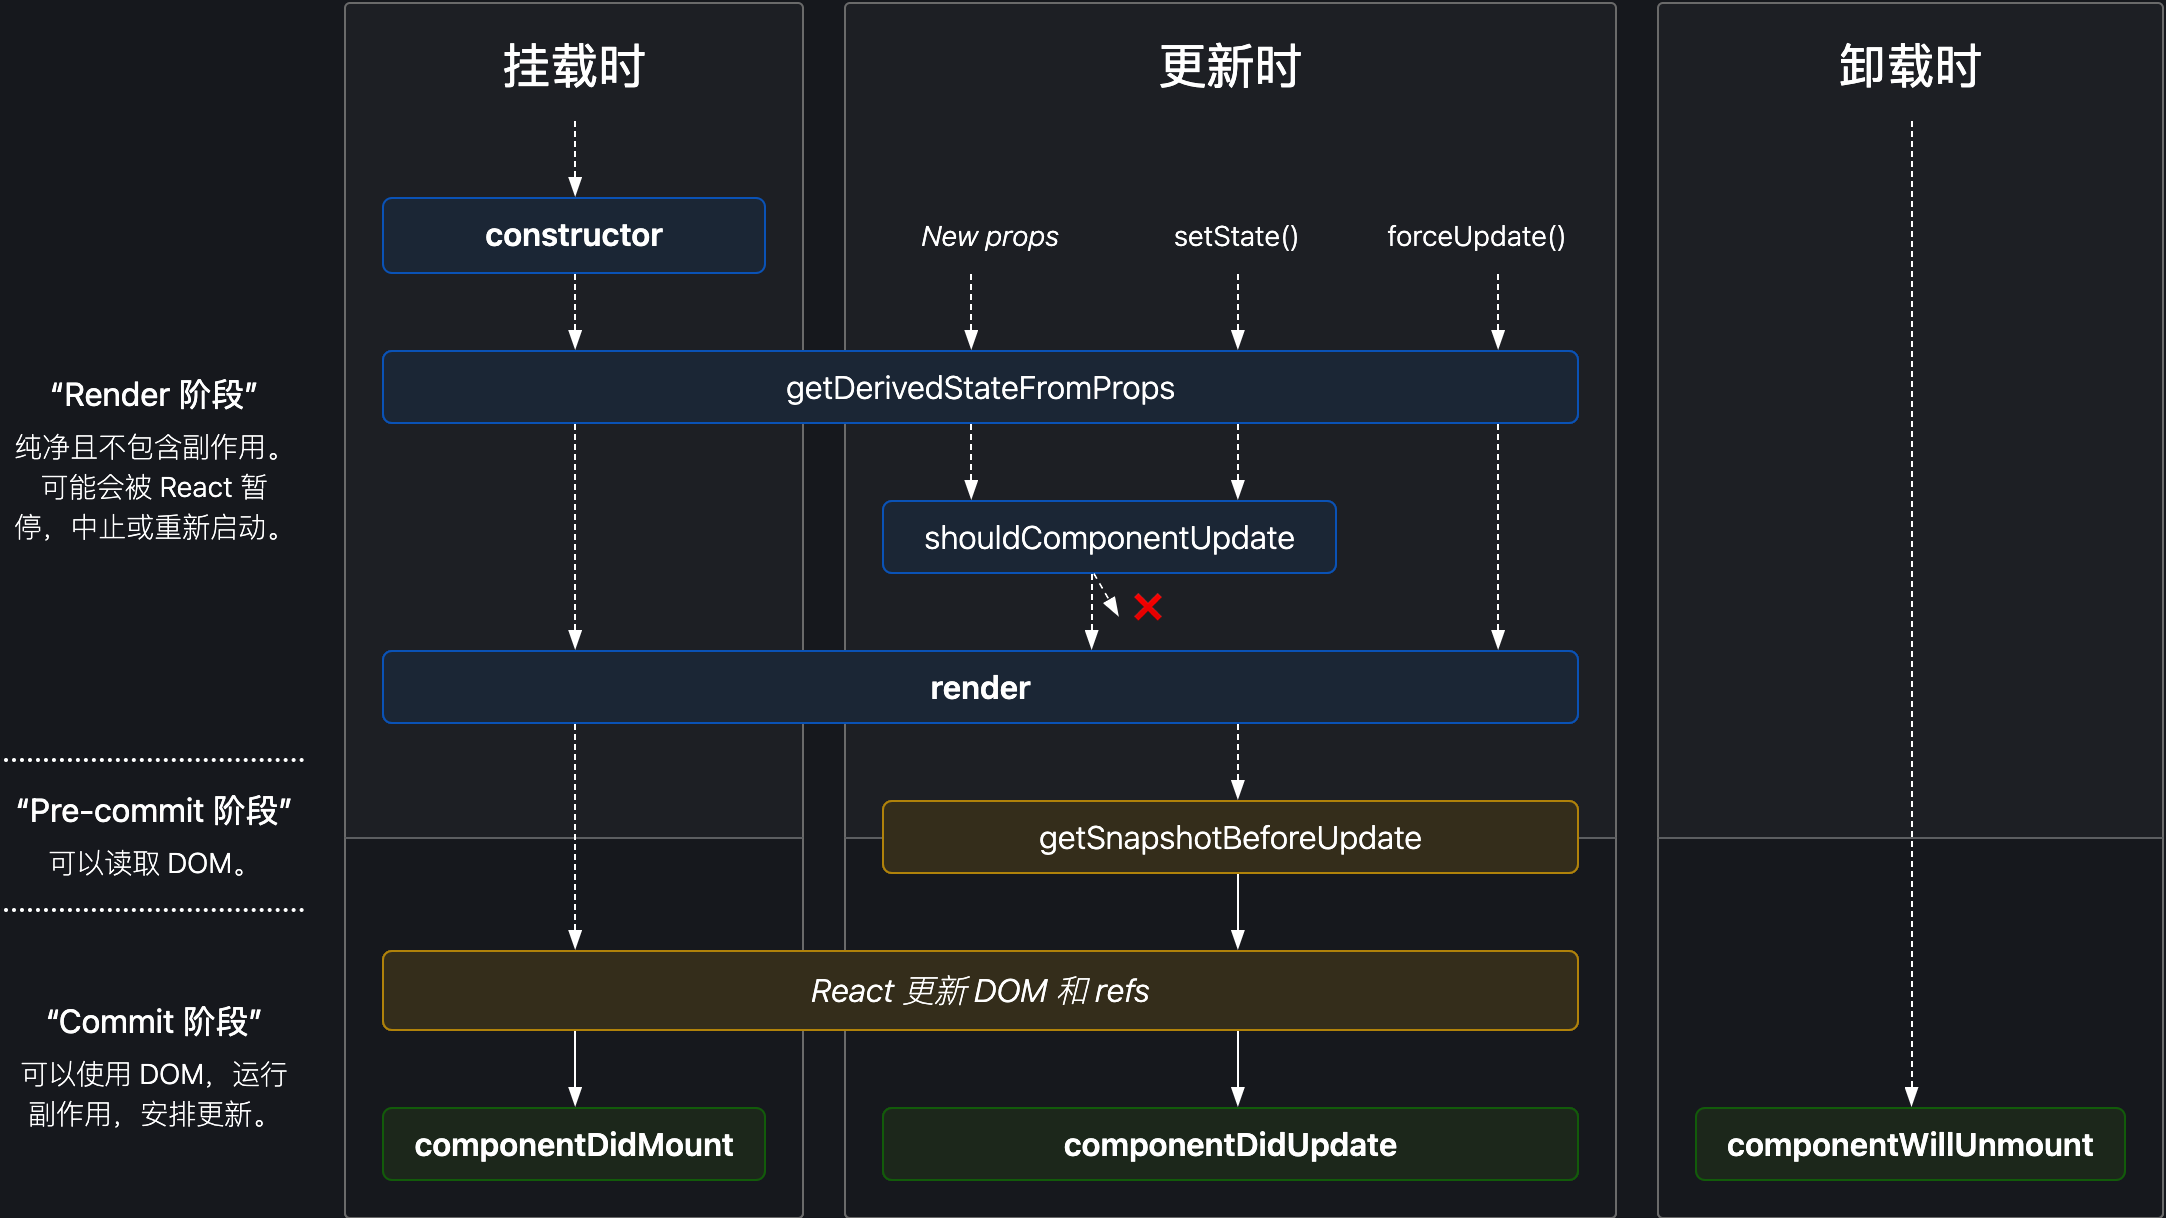 挂载时
更新时
卸载时
constructor
New props
setState()
forceUpdate()
getDerivedStateFromProps
“Render 阶段”
纯净且不包含副作用。
可能会被 React 暂
停，中止或重新启动。
shouldComponentUpdate
render
“Pre-commit 阶段”
可以读取 DOM。
getSnapshotBeforeUpdate
React 更新 DOM 和 refs
“Commit 阶段”
可以使用 DOM，运行
副作用，安排更新。
componentDidMount
componentDidUpdate
componentWillUnmount